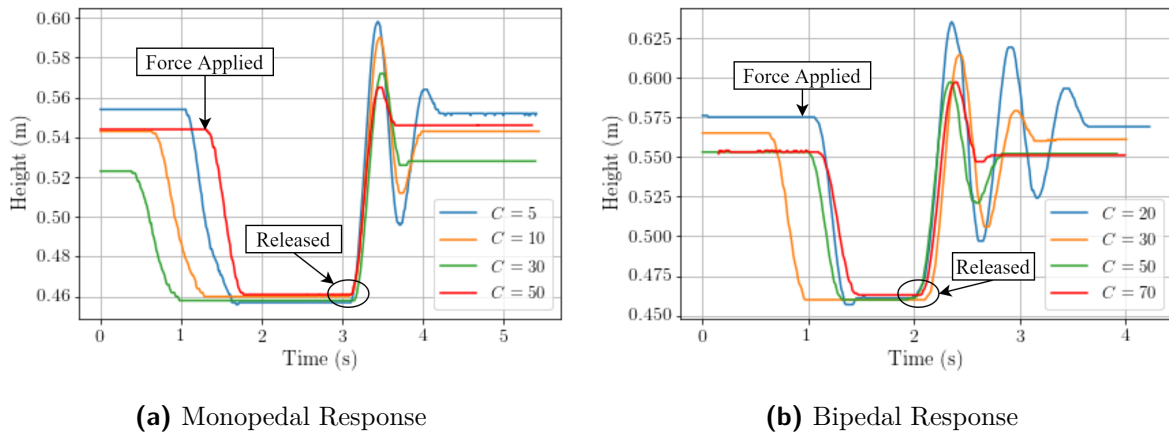 0.60
0.58
0.56
0.54
0.52
0.50
0.48
0.46
Height (m)
Force Applied
Released
C = 5
C = 10
C = 30
C = 50
0
1
2
3
4
5
Time (s)
(a) Monopedal Response
0.625
0.600
0.575
0.550
0.525
0.500
0.475
0.450
Height (m)
Force Applied
Released
C = 20
C = 30
C = 50
C = 70
0
1
2
3
4
Time (s)
(b) Bipedal Response